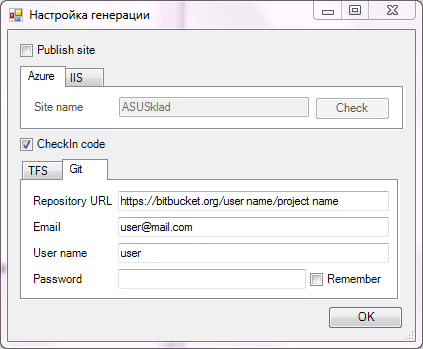 Настройка генерации
Publish site
Azure IIS
Site name ASUSklad Check
CheckIn code
TFS Git
Repository URL https://bitbucket.org/user name/project name
Email user@mail.com
User name user
Password Remember
OK